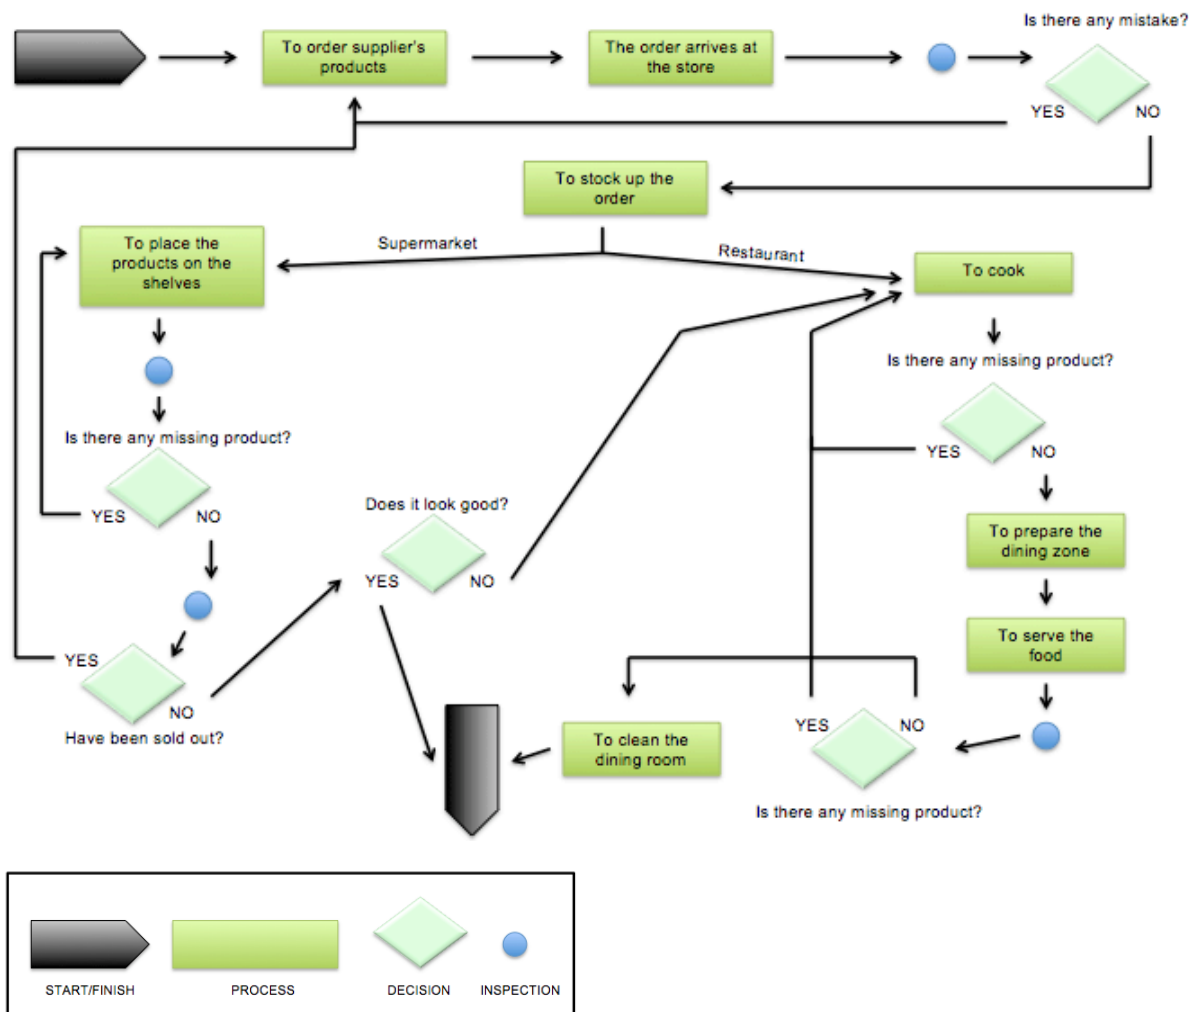 Is there any mistake?
To order supplier's
products
The order arrives at
the store
YES
NO
To stock up the
order
To place the
products on the
shelves
Supermarket
Restaurant
To cook
Is there any missing product?
Is there any missing product?
YES
NO
YES
NO
Does it look good?
YES
NO
To prepare the
dining zone
To serve the
food
YES
NO
Have been sold out?
YES
NO
To clean the
dining room
Is there any missing product?
START/FINISH
PROCESS
DECISION
INSPECTION